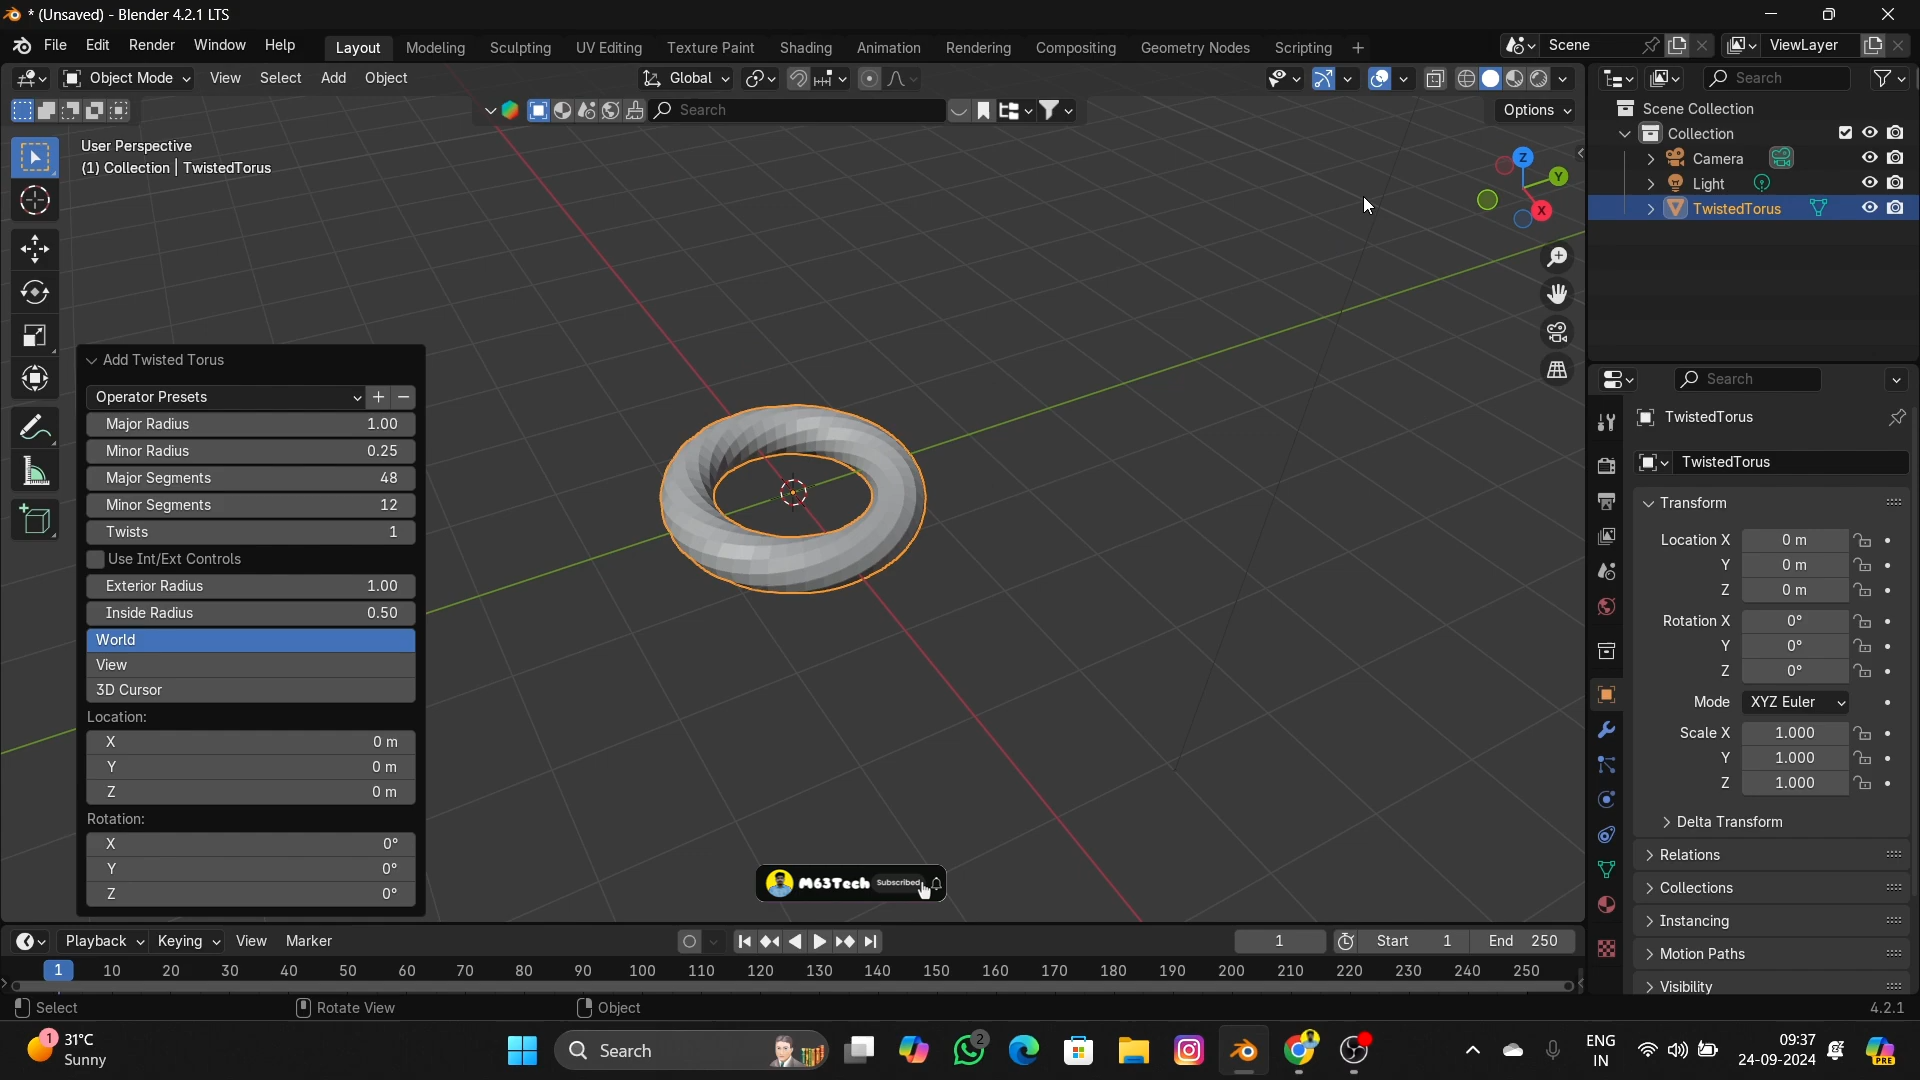 * (Unsaved) - Blender 4.2.1 LTS
File Edit Render Window Help Layout Modeling Sculpting UV Editing Texture Paint Shading Animation Rendering Compositing Geometry Nodes Scripting + Scene ViewLayer
Object Mode View Select Add Object Global Search
Search Options
User Perspective
(1) Collection | TwistedTorus
Z
Y
X
Scene Collection
Collection
Camera
Light
TwistedTorus
Add Twisted Torus
Operator Presets
Major Radius 1.00
Minor Radius 0.25
Major Segments 48
Minor Segments 12
Twists 1
Use Int/Ext Controls
Exterior Radius 1.00
Inside Radius 0.50
World
View
3D Cursor
Location:
X 0 m
Y 0 m
Z 0 m
Rotation:
X 0°
Y 0°
Z 0°
M63Tech Subscribed
Search
TwistedTorus
TwistedTorus
Transform
Location X 0 m
Y 0 m
Z 0 m
Rotation X 0°
Y 0°
Z 0°
Mode XYZ Euler
Scale X 1.000
Y 1.000
Z 1.000
Delta Transform
Relations
Collections
Instancing
Motion Paths
Visibility
Playback Keying View Marker 1 Start 1 End 250
1 10 20 30 40 50 60 70 80 90 100 110 120 130 140 150 160 170 180 190 200 210 220 230 240 250
Select Rotate View Object 4.2.1
1 31°C
Sunny
Search
2
ENG
IN
09:37
24-09-2024
PRE